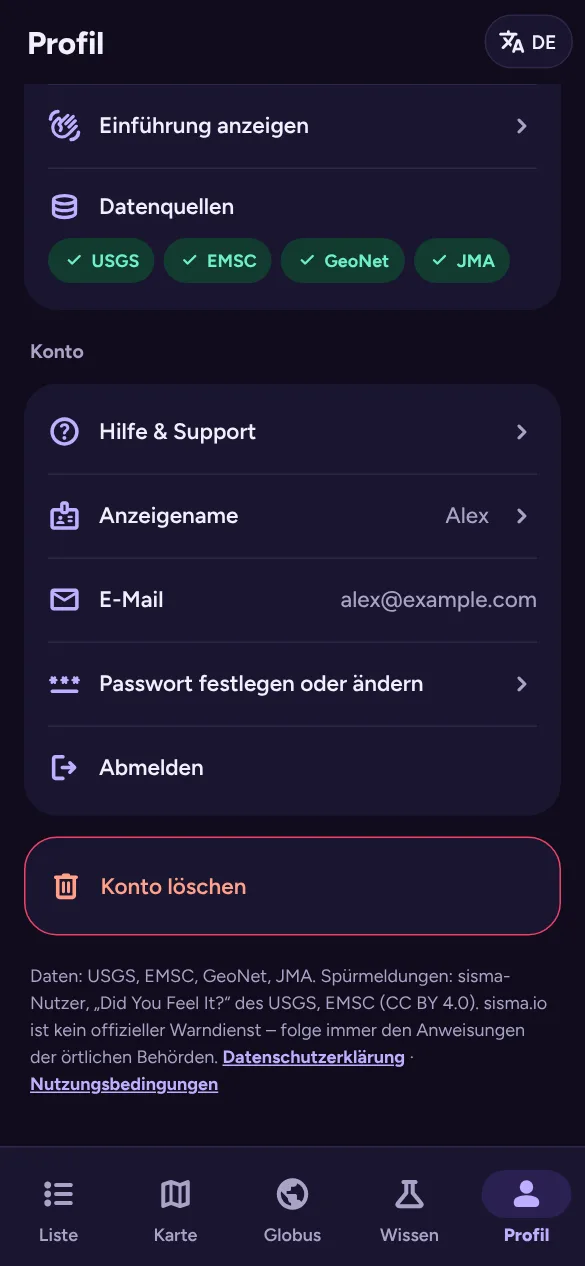 Profil
DE
Einführung anzeigen
Datenquellen
USGS
EMSC
GeoNet
JMA
Konto
Hilfe & Support
Anzeigename
Alex
E-Mail
alex@example.com
Passwort festlegen oder ändern
Abmelden
Konto löschen
Daten: USGS, EMSC, GeoNet, JMA. Spürmeldungen: sisma-
Nutzer, „Did You Feel It?“ des USGS, EMSC (CC BY 4.0). sisma.io
ist kein offizieller Warndienst – folge immer den Anweisungen
der örtlichen Behörden. Datenschutzerklärung ·
Nutzungsbedingungen
Liste
Karte
Globus
Wissen
Profil